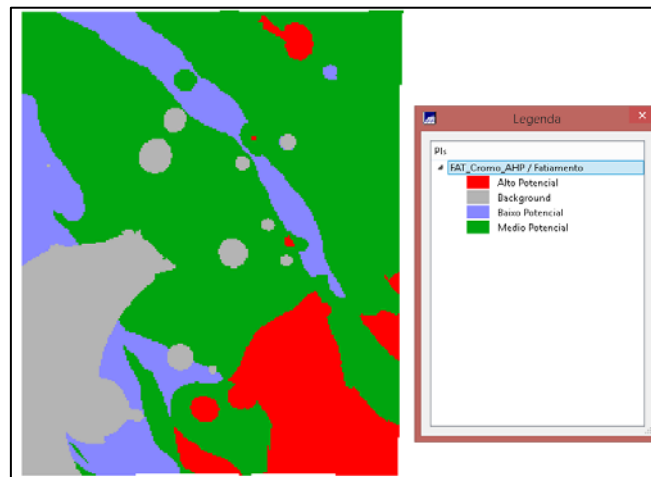 Legenda
PIs
FAT_Cromo_AHP / Fatiamento
Alto Potencial
Background
Baixo Potencial
Medio Potencial